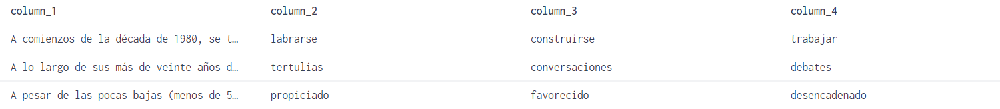 column_1 column_2 column_3 column_4
A comienzos de la década de 1980, se t… labrarse construirse trabajar
A lo largo de sus más de veinte años d… tertulias conversaciones debates
A pesar de las pocas bajas (menos de 5… propiciado favorecido desencadenado